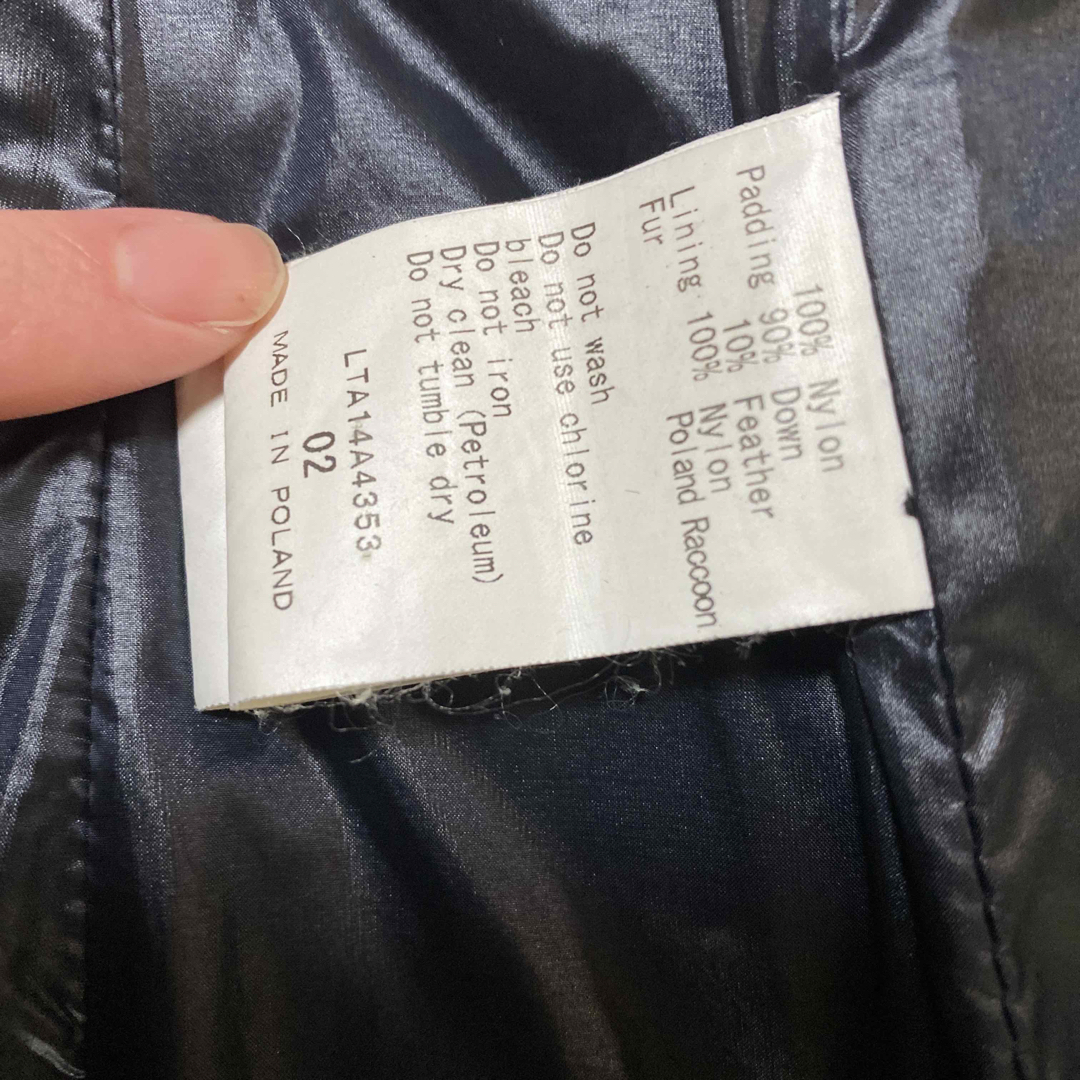 100% Nylon
Padding 90% Down
10% Feather
Lining 100% Nylon
Fur Poland Raccoon
Do not wash
Do not use chlorine
bleach
Do not iron
Dry clean (Petroleum)
Do not tumble dry
LTA14A4353
02
MADE IN POLAND